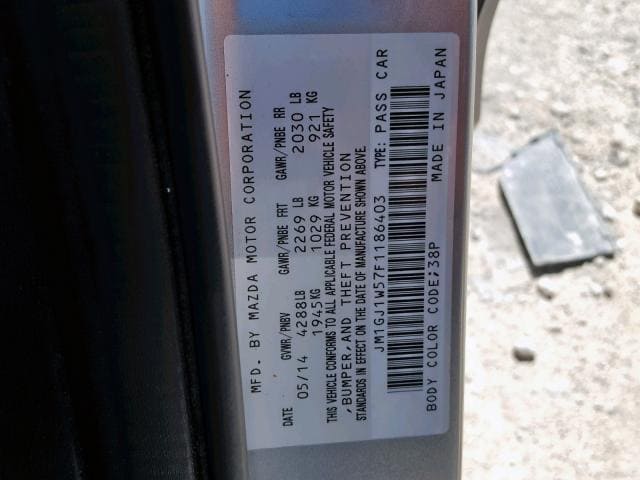 MFD. BY MAZDA MOTOR CORPORATION
DATE GVWR/PNBV GAWR/PNBE FRT GAWR/PNBE RR
05/14 4288LB 2269 LB 2030 LB
1945KG 1029 KG 921 KG
THIS VEHICLE CONFORMS TO ALL APPLICABLE FEDERAL MOTOR VEHICLE SAFETY
,BUMPER,AND THEFT PREVENTION
STANDARDS IN EFFECT ON THE DATE OF MANUFACTURE SHOWN ABOVE.
JM1GJ1W57F1186403 TYPE: PASS CAR
BODY COLOR CODE;38P MADE IN JAPAN